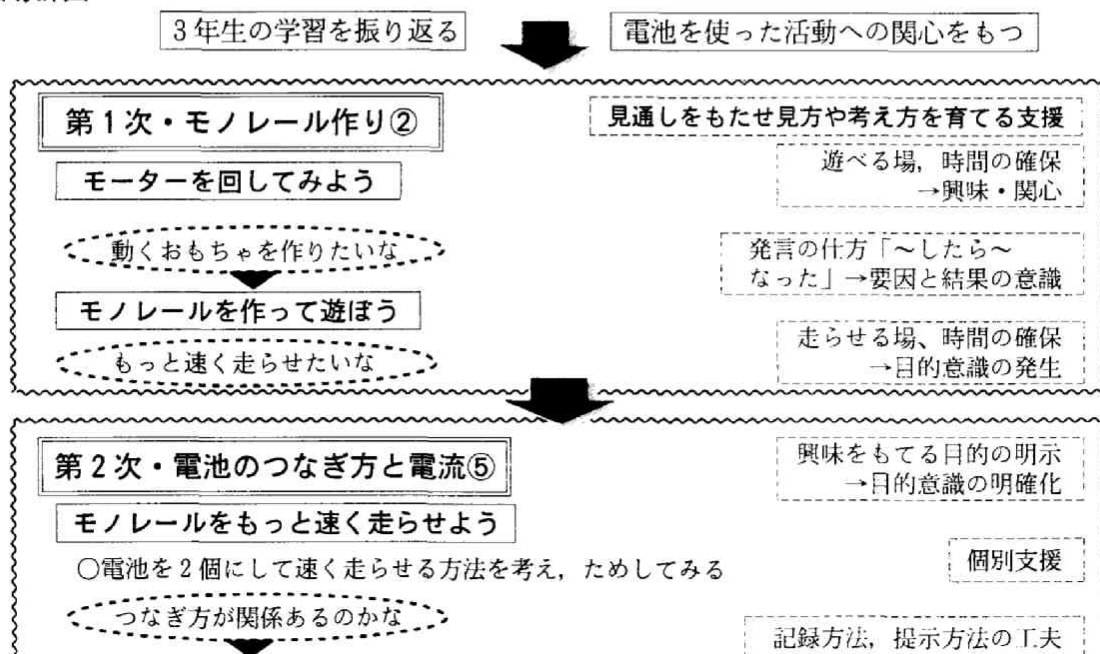 3年生の学習を振り返る
電池を使った活動への関心をもつ
第1次・モノレール作り②
見通しをもたせ見方や考え方を育てる支援
モーターを回してみよう
遊べる場,時間の確保
→興味・関心
動くおもちゃを作りたいな
発言の仕方「～したら～
なった」→要因と結果の意識
モノレールを作って遊ぼう
走らせる場、時間の確保
→目的意識の発生
もっと速く走らせたいな
第2次・電池のつなぎ方と電流⑤
興味をもてる目的の明示
→目的意識の明確化
モノレールをもっと速く走らせよう
○電池を2個にして速く走らせる方法を考え,ためしてみる
個別支援
つなぎ方が関係あるのかな
記録方法,提示方法の工夫